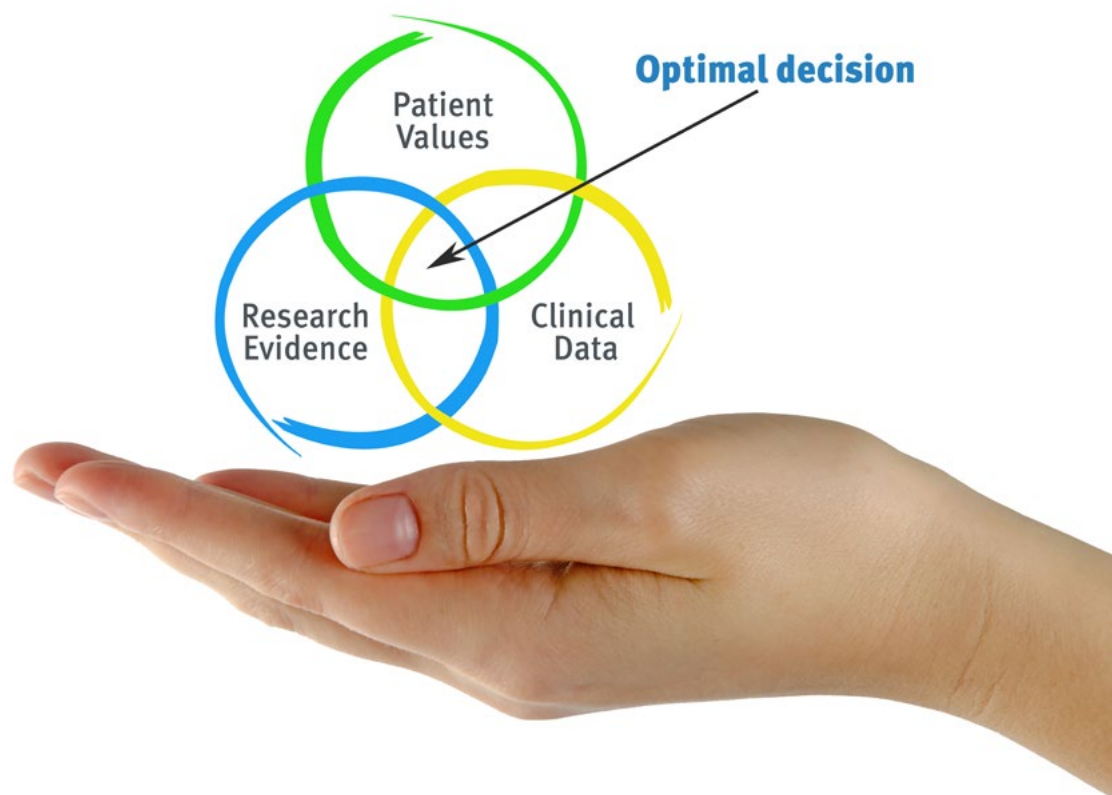 Optimal decision
Patient
Values
Research
Evidence
Clinical
Data